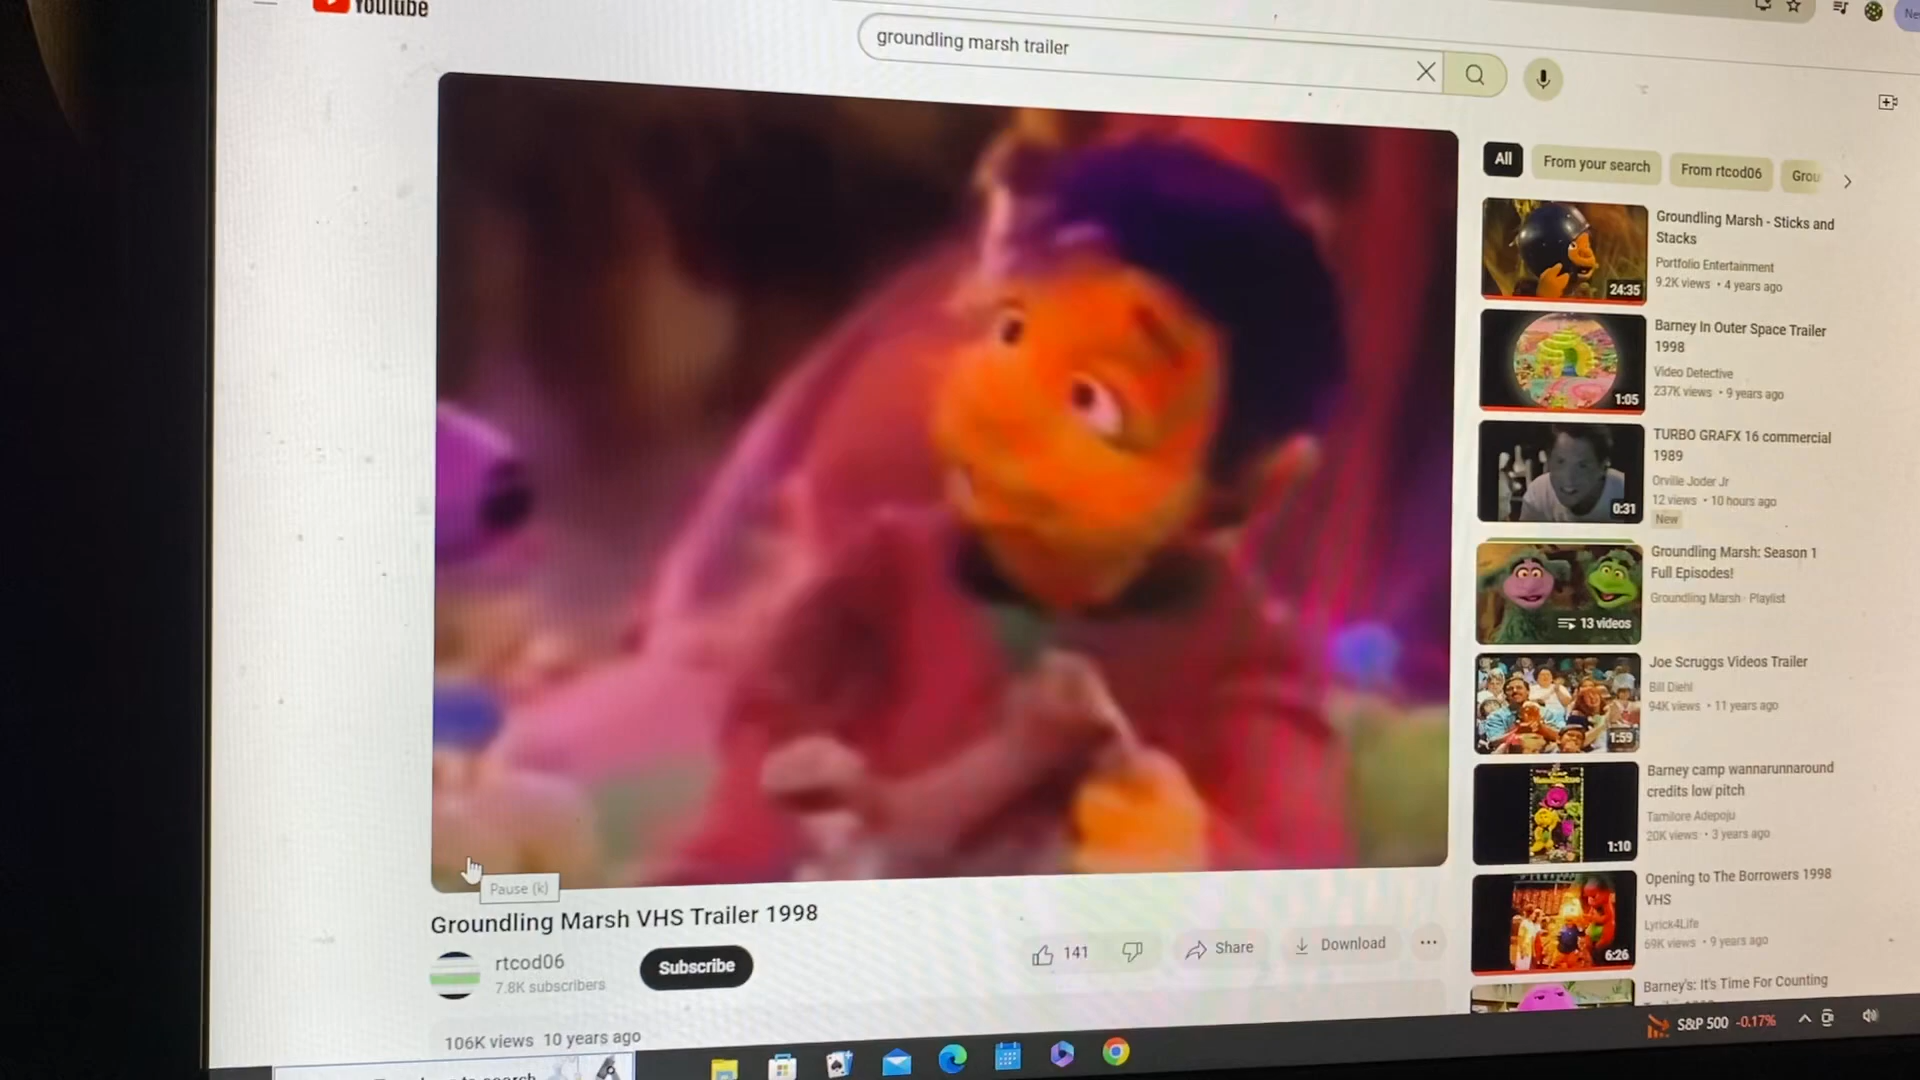 YouTube
groundling marsh trailer
All
From your search
From rtcod06
Grou
Groundling Marsh - Sticks and
Stacks
Portfolio Entertainment
9.2K views • 4 years ago
24:35
Barney In Outer Space Trailer
1998
Video Detective
237K views • 9 years ago
1:05
TURBO GRAFX 16 commercial
1989
Orville Joder Jr
12 views • 10 hours ago
New
0:31
Groundling Marsh: Season 1
Full Episodes!
Groundling Marsh · Playlist
13 videos
Joe Scruggs Videos Trailer
Bill Diehl
94K views • 11 years ago
1:59
Barney camp wannarunnaround
credits low pitch
Tamilore Adepoju
20K views • 3 years ago
1:10
Opening to The Borrowers 1998
VHS
Lyrick4Life
69K views • 9 years ago
6:26
Barney's: It's Time For Counting
Pause (k)
Groundling Marsh VHS Trailer 1998
rtcod06
7.8K subscribers
Subscribe
141
Share
Download
106K views 10 years ago
S&P 500 -0.17%